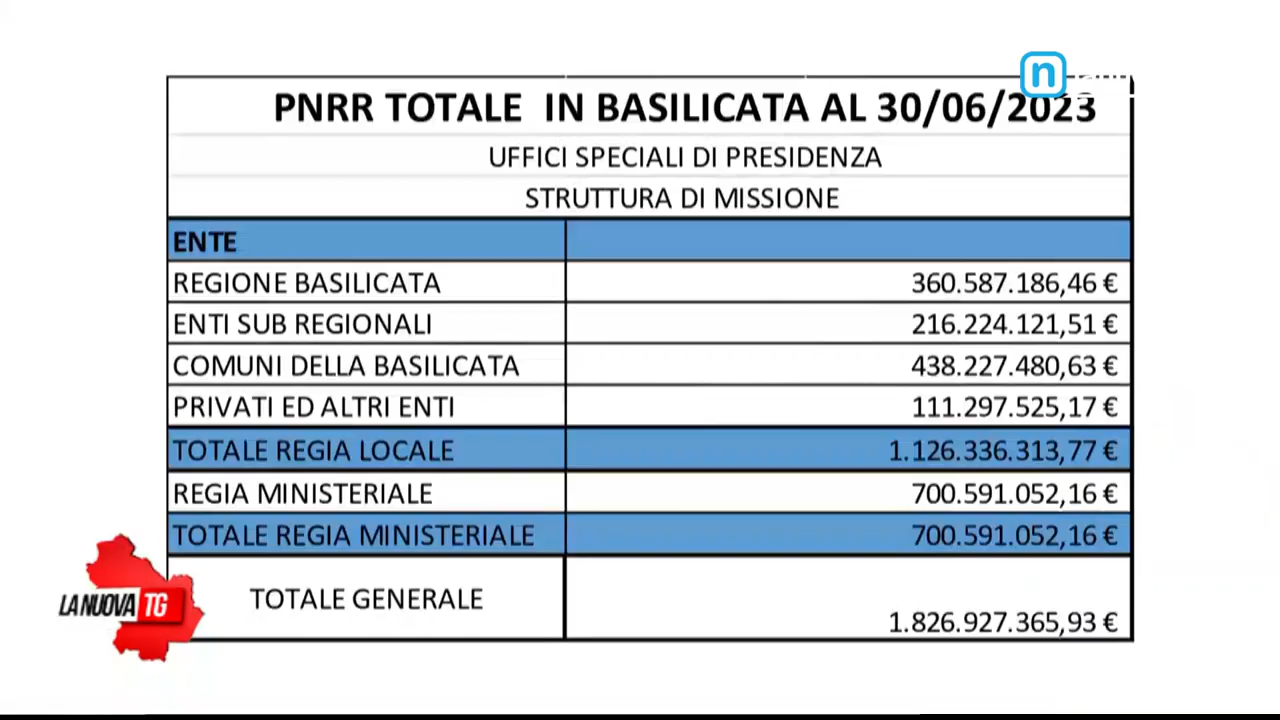 n
PNRR TOTALE IN BASILICATA AL 30/06/2023
UFFICI SPECIALI DI PRESIDENZA
STRUTTURA DI MISSIONE
ENTE
REGIONE BASILICATA 360.587.186,46 €
ENTI SUB REGIONALI 216.224.121,51 €
COMUNI DELLA BASILICATA 438.227.480,63 €
PRIVATI ED ALTRI ENTI 111.297.525,17 €
TOTALE REGIA LOCALE 1.126.336.313,77 €
REGIA MINISTERIALE 700.591.052,16 €
TOTALE REGIA MINISTERIALE 700.591.052,16 €
TOTALE GENERALE 1.826.927.365,93 €
LA NUOVA TG